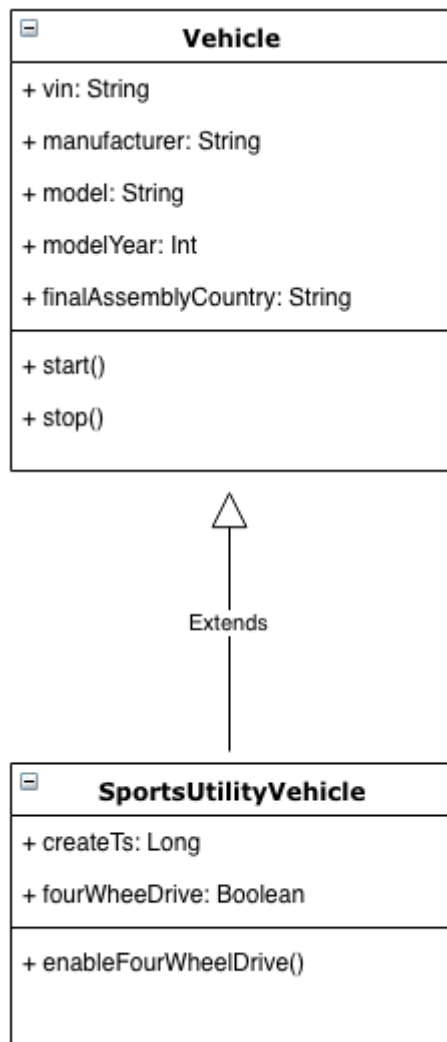 Vehicle
+ vin: String
+ manufacturer: String
+ model: String
+ modelYear: Int
+ finalAssemblyCountry: String
+ start()
+ stop()
Extends
SportsUtilityVehicle
+ createTs: Long
+ fourWheeDrive: Boolean
+ enableFourWheelDrive()